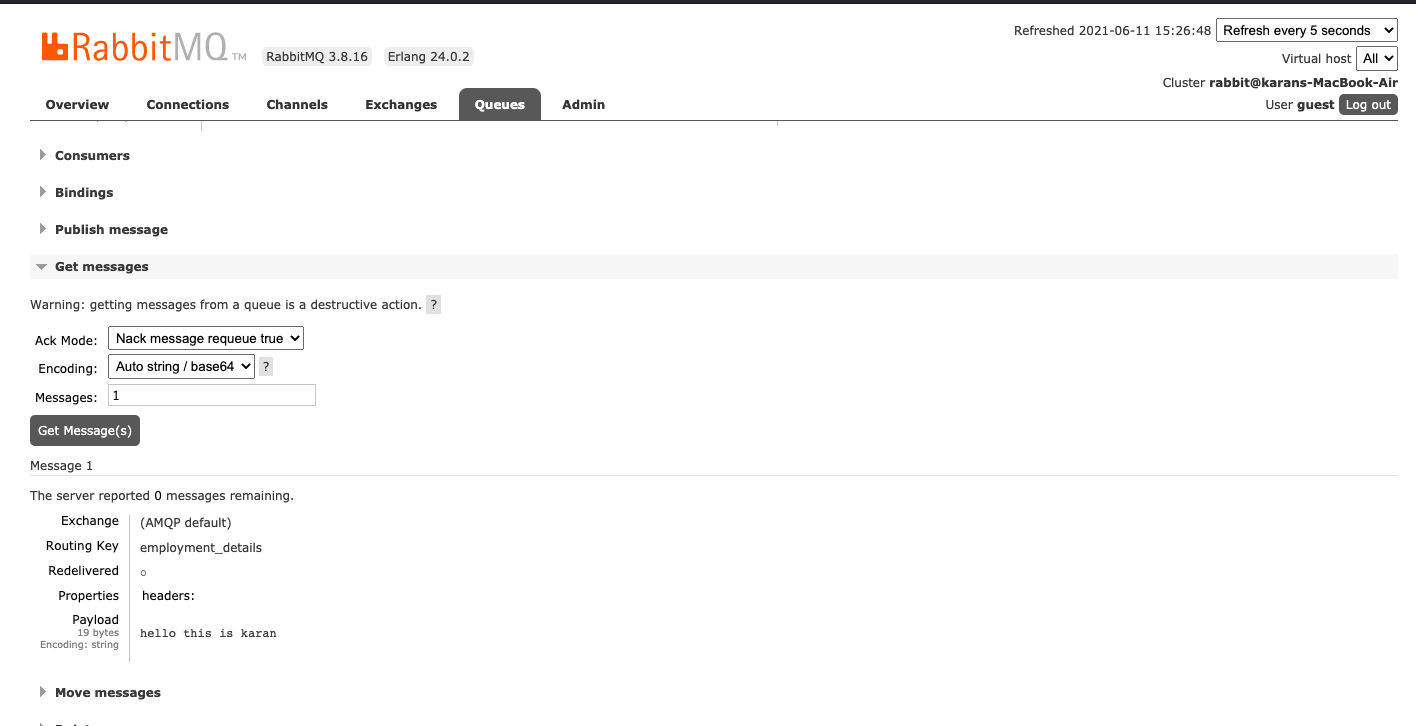 RabbitMQ TM RabbitMQ 3.8.16 Erlang 24.0.2
Refreshed 2021-06-11 15:26:48 Refresh every 5 seconds
Virtual host All
Cluster rabbit@karans-MacBook-Air
User guest Log out
Overview Connections Channels Exchanges Queues Admin
Consumers
Bindings
Publish message
Get messages
Warning: getting messages from a queue is a destructive action. ?
Ack Mode: Nack message requeue true
Encoding: Auto string / base64 ?
Messages: 1
Get Message(s)
Message 1
The server reported 0 messages remaining.
Exchange (AMQP default)
Routing Key employment_details
Redelivered ○
Properties headers:
Payload
19 bytes
Encoding: string
hello this is karan
Move messages